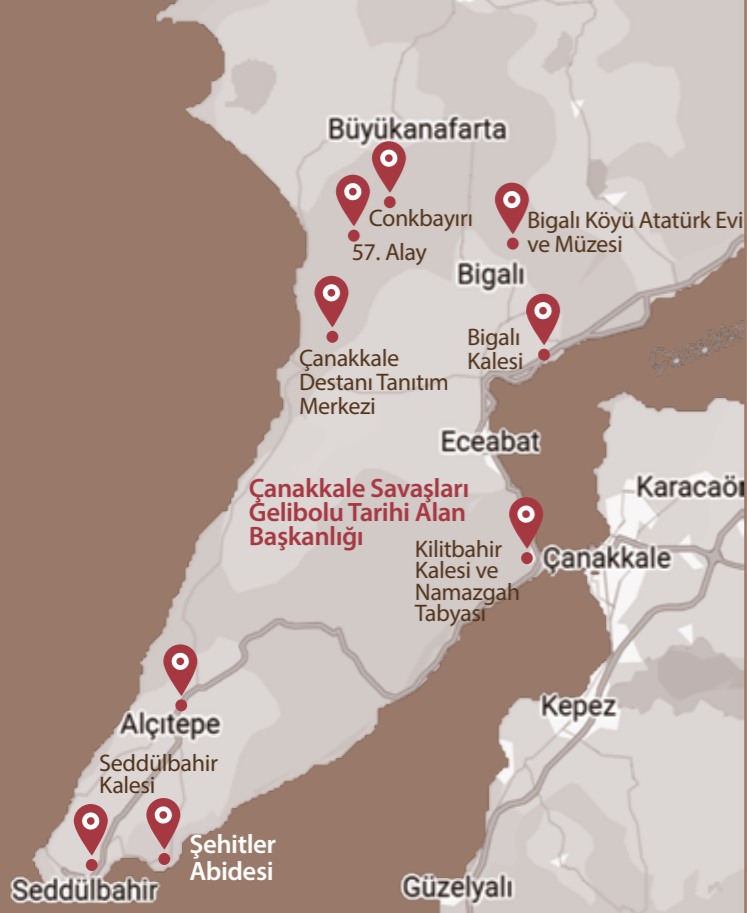 Büyükanafarta
Conkbayırı
57. Alay
Bigalı Köyü Atatürk Evi
ve Müzesi
Bigalı
Bigalı
Kalesi
Çanakkale
Destanı Tanıtım
Merkezi
Eceabat
Çanakkale Savaşları
Gelibolu Tarihi Alan
Başkanlığı
Karacaör
Kilitbahir
Kalesi ve
Namazgah
Tabyası
Çanakkale
Kepez
Alçıtepe
Seddülbahir
Kalesi
Şehitler
Abidesi
Seddülbahir
Güzelyalı